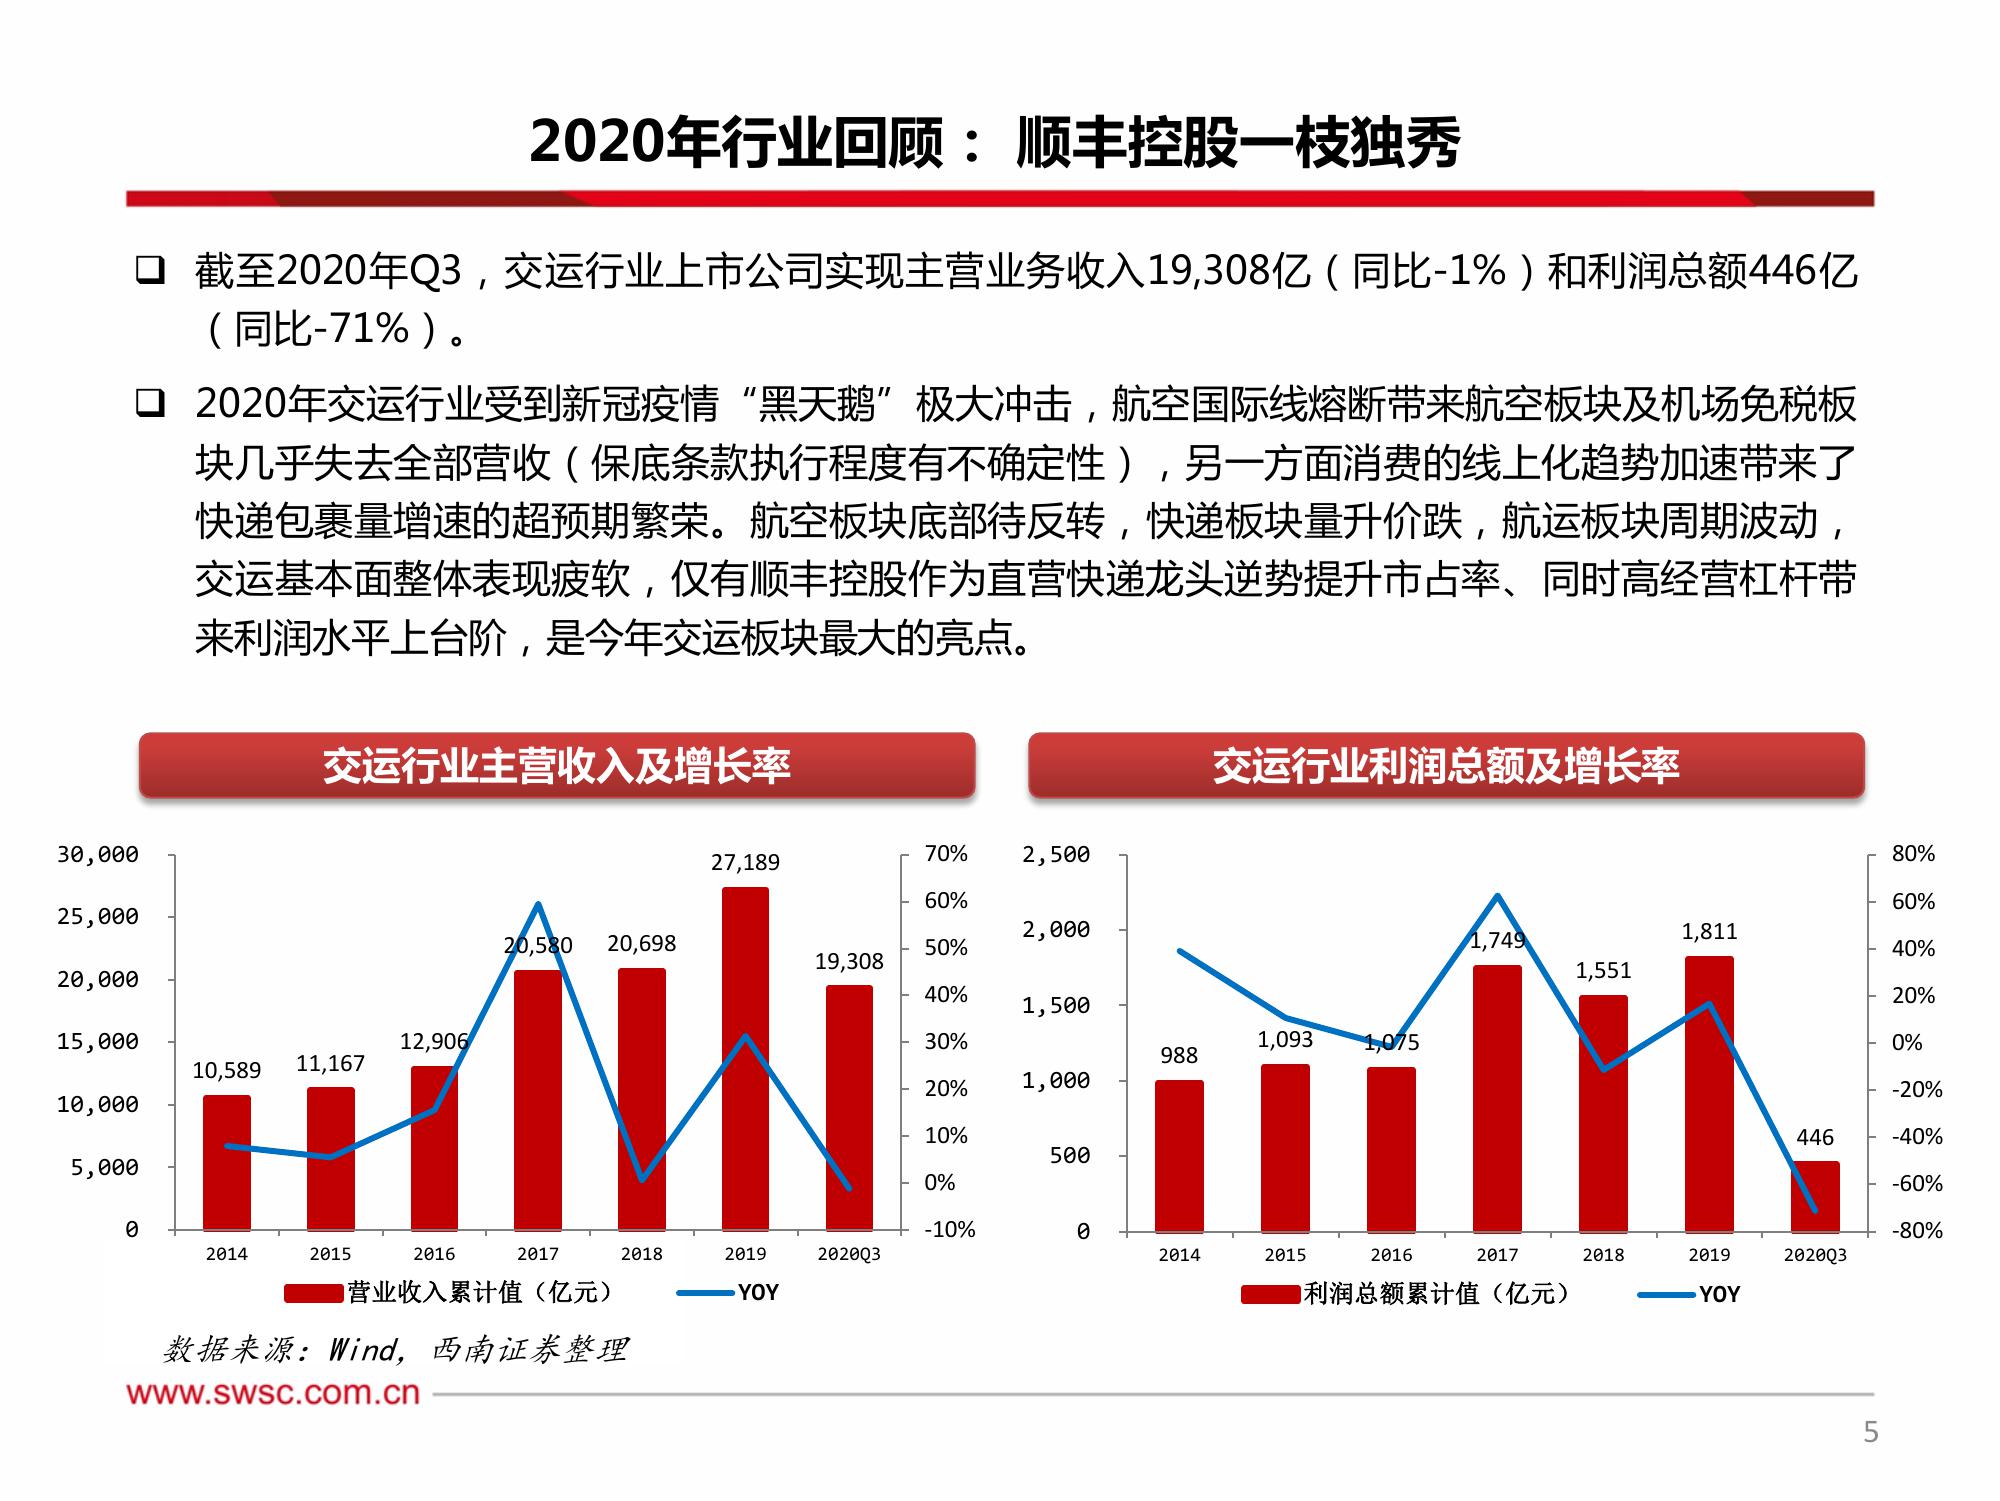 2020年行业回顾： 顺丰控股一枝独秀
❑ 截至2020年Q3，交运行业上市公司实现主营业务收入19,308亿（同比-1%）和利润总额446亿
（同比-71%）。
❑ 2020年交运行业受到新冠疫情“黑天鹅”极大冲击，航空国际线熔断带来航空板块及机场免税板
块几乎失去全部营收（保底条款执行程度有不确定性），另一方面消费的线上化趋势加速带来了
快递包裹量增速的超预期繁荣。航空板块底部待反转，快递板块量升价跌，航运板块周期波动，
交运基本面整体表现疲软，仅有顺丰控股作为直营快递龙头逆势提升市占率、同时高经营杠杆带
来利润水平上台阶，是今年交运板块最大的亮点。
交运行业主营收入及增长率
30,000
25,000
20,000
15,000
10,000
5,000
0
10,589
11,167
12,906
20,580
20,698
27,189
19,308
70%
60%
50%
40%
30%
20%
10%
0%
-10%
2014 2015 2016 2017 2018 2019 2020Q3
营业收入累计值（亿元） YOY
交运行业利润总额及增长率
2,500
2,000
1,500
1,000
500
0
988
1,093
1,075
1,749
1,551
1,811
446
80%
60%
40%
20%
0%
-20%
-40%
-60%
-80%
2014 2015 2016 2017 2018 2019 2020Q3
利润总额累计值（亿元） YOY
数据来源：Wind，西南证券整理
www.swsc.com.cn
5